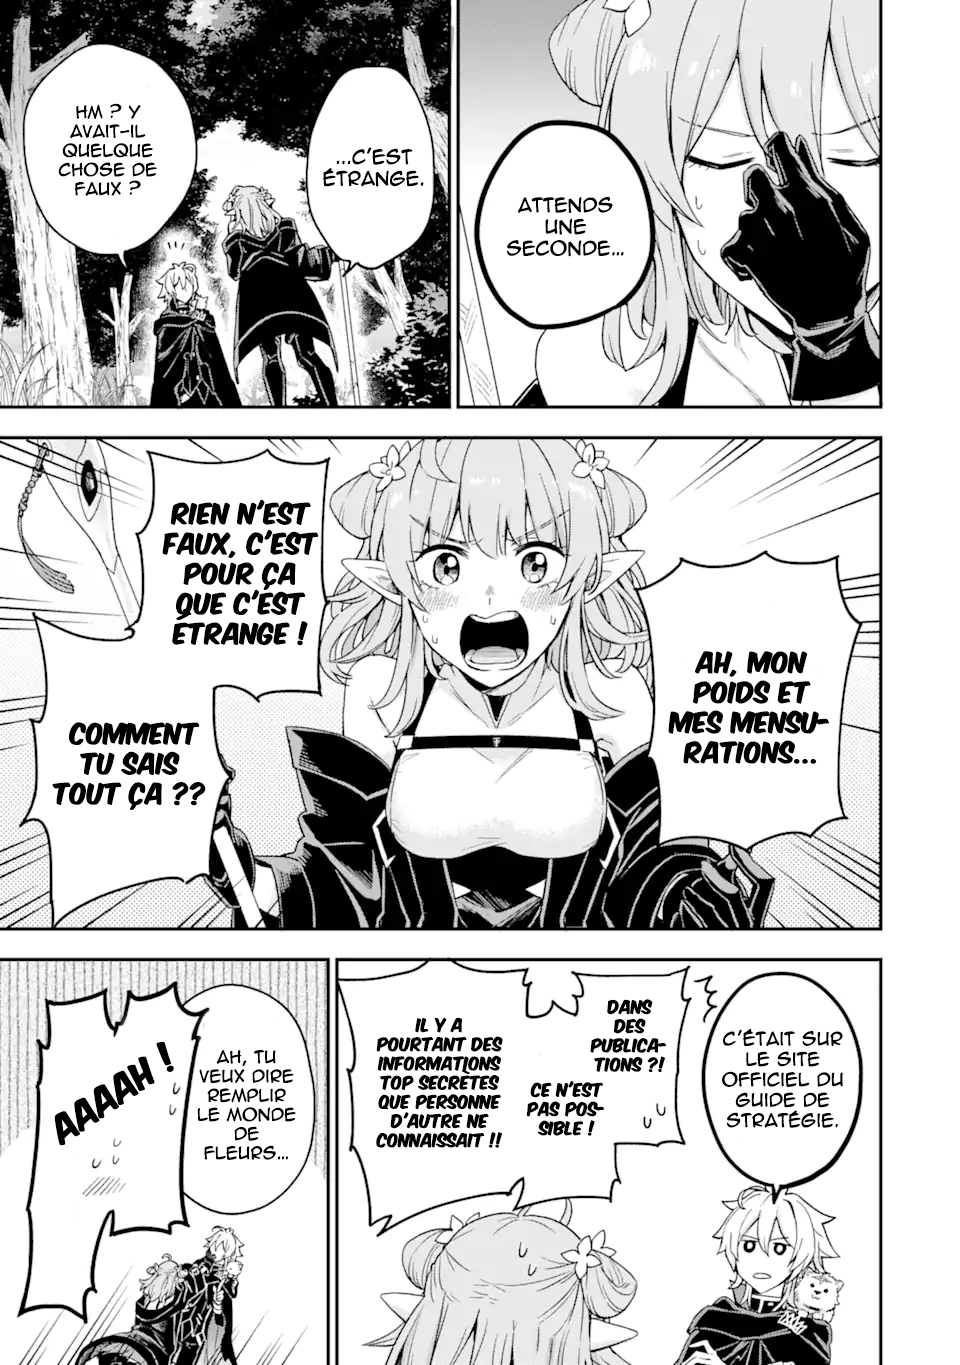 ATTENDS
UNE
SECONDE...
...C'EST
ÉTRANGE.
HM ? Y
AVAIT-IL
QUELQUE
CHOSE DE
FAUX ?
AH, MON
POIDS ET
MES MENSU-
RATIONS...
RIEN N'EST
FAUX, C'EST
POUR ÇA
QUE C'EST
ÉTRANGE !
COMMENT
TU SAIS
TOUT ÇA ??
C'ÉTAIT SUR
LE SITE
OFFICIEL DU
GUIDE DE
STRATÉGIE.
DANS
DES
PUBLICA-
TIONS ?!
CE N'EST
PAS POS-
SIBLE !
IL Y A
POURTANT DES
INFORMATIONS
TOP SECRÈTES
QUE PERSONNE
D'AUTRE NE
CONNAISSAIT !!
AH, TU
VEUX DIRE
REMPLIR
LE MONDE
DE
FLEURS...
AAAAH !